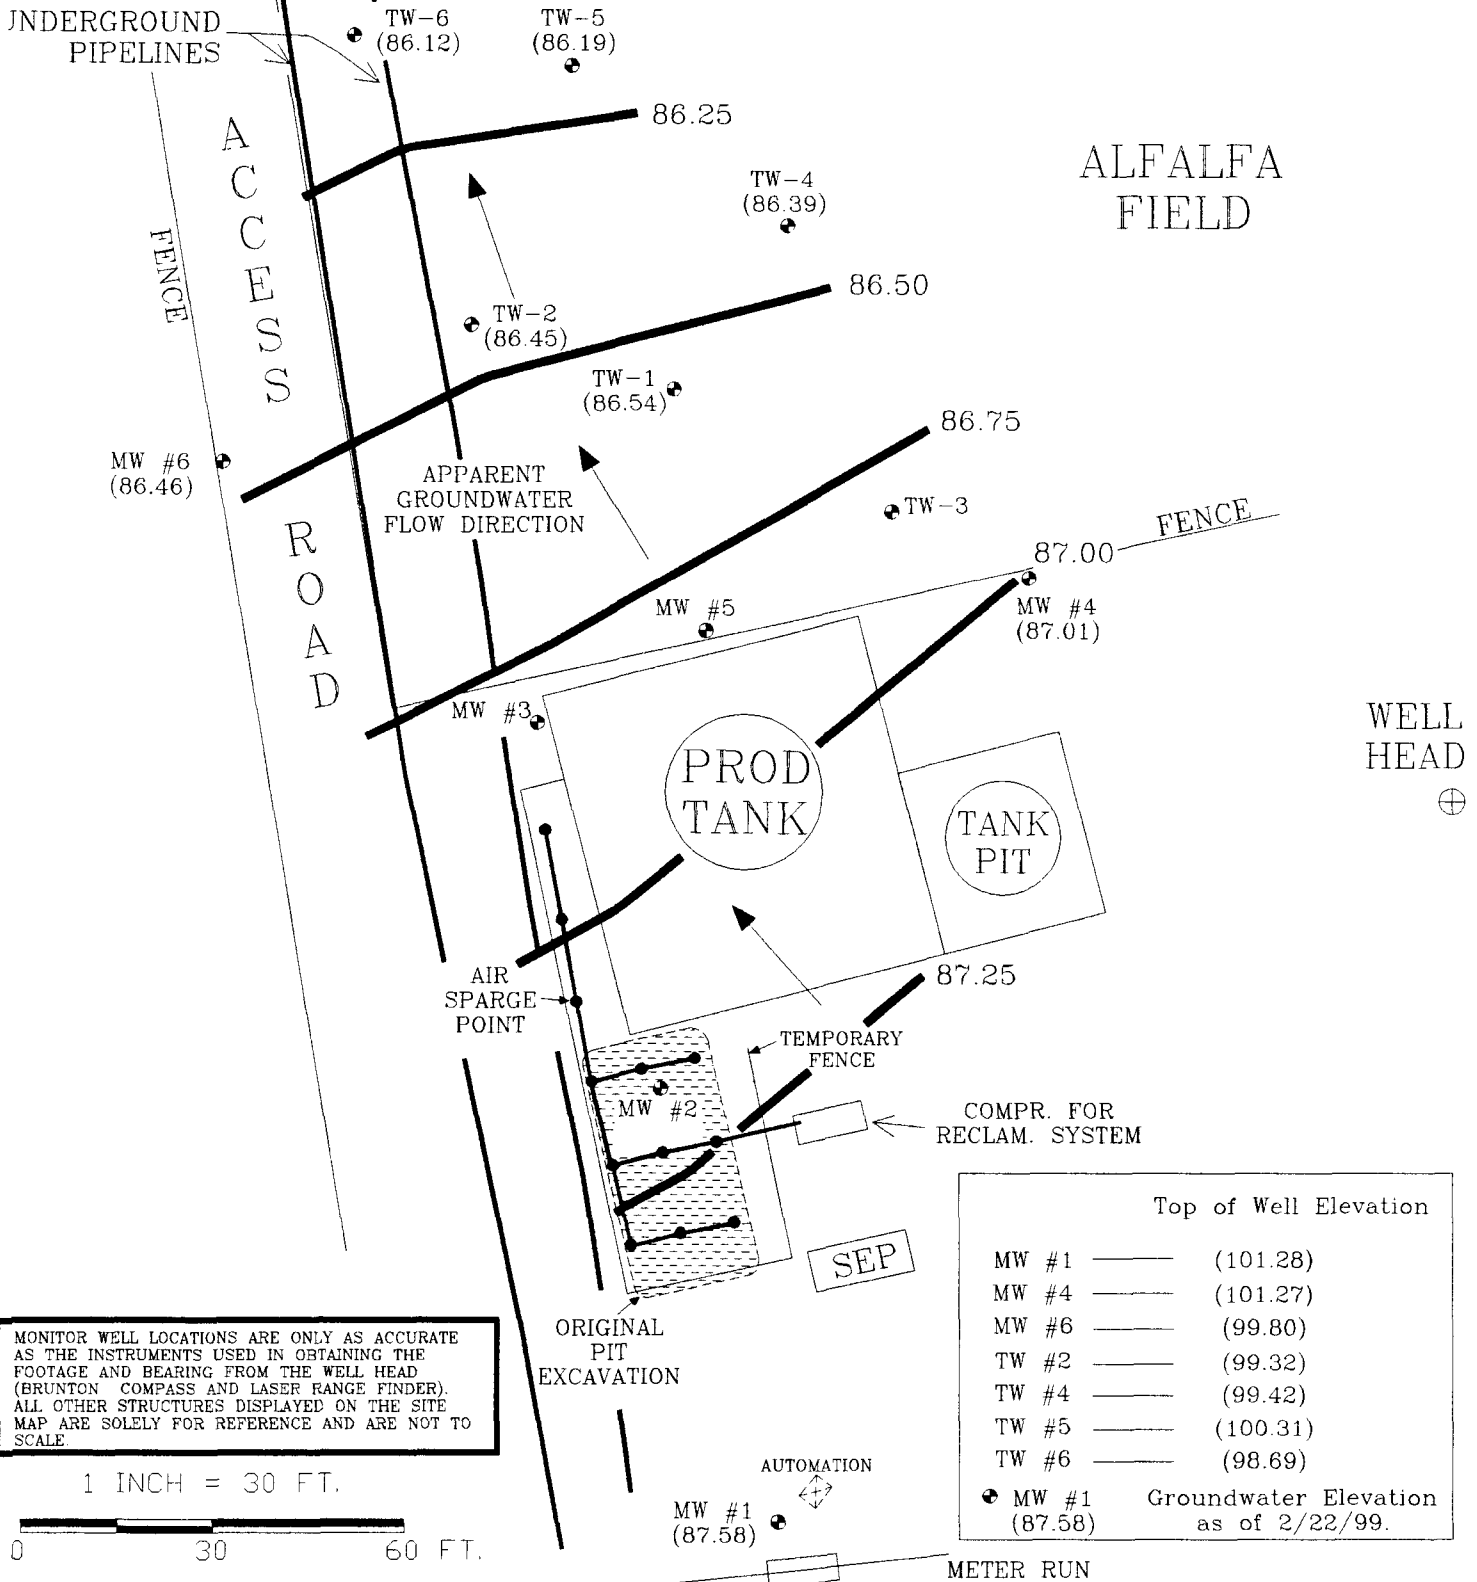 UNDERGROUND
PIPELINES
TW-6
(86.12)
TW-5
(86.19)
86.25
ACCESS
ROAD
FENCE
TW-4
(86.39)
ALFALFA
FIELD
86.50
TW-2
(86.45)
TW-1
(86.54)
86.75
MW #6
(86.46)
APPARENT
GROUNDWATER
FLOW DIRECTION
TW-3
FENCE
87.00
MW #5
MW #4
(87.01)
MW #3
WELL
HEAD
PROD
TANK
TANK
PIT
AIR
SPARGE
POINT
87.25
TEMPORARY
FENCE
MW #2
COMPR. FOR
RECLAM. SYSTEM
SEP
ORIGINAL
PIT
EXCAVATION
Top of Well Elevation
MW #1 (101.28)
MW #4 (101.27)
MW #6 (99.80)
TW #2 (99.32)
TW #4 (99.42)
TW #5 (100.31)
TW #6 (98.69)
MW #1 Groundwater Elevation
(87.58) as of 2/22/99.
MONITOR WELL LOCATIONS ARE ONLY AS ACCURATE
AS THE INSTRUMENTS USED IN OBTAINING THE
FOOTAGE AND BEARING FROM THE WELL HEAD
(BRUNTON COMPASS AND LASER RANGE FINDER).
ALL OTHER STRUCTURES DISPLAYED ON THE SITE
MAP ARE SOLELY FOR REFERENCE AND ARE NOT TO
SCALE.
1 INCH = 30 FT.
0 30 60 FT.
AUTOMATION
MW #1
(87.58)
METER RUN